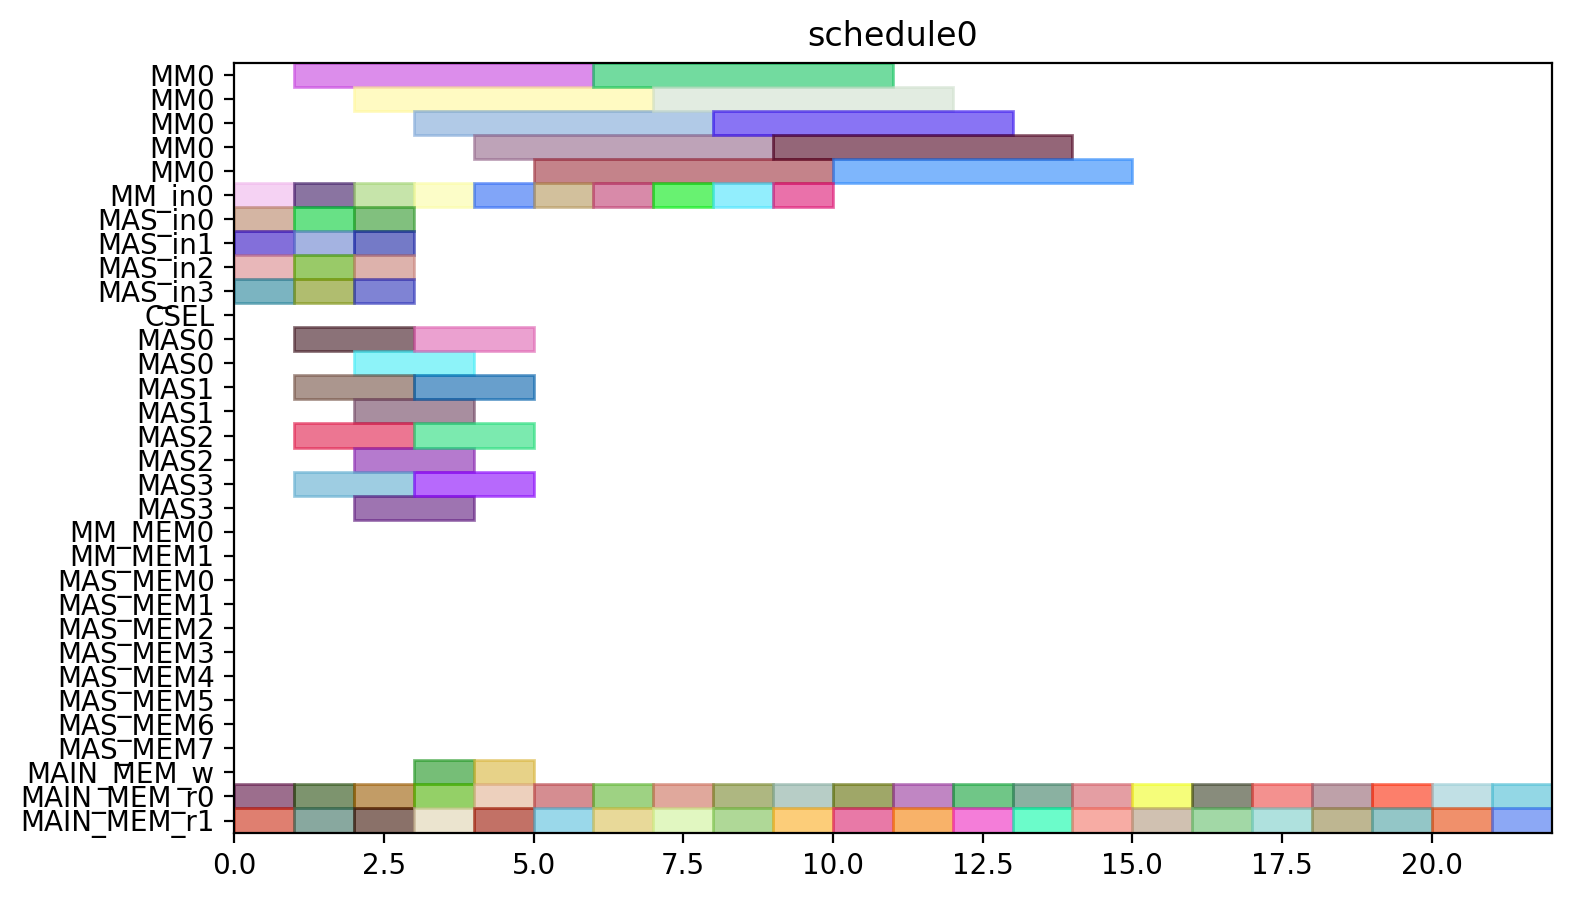 schedule0
MM0
MM0
MM0
MM0
MM0
MM_in0
MAS_in0
MAS_in1
MAS_in2
MAS_in3
CSEL
MAS0
MAS0
MAS1
MAS1
MAS2
MAS2
MAS3
MAS3
MM_MEM0
MM_MEM1
MAS_MEM0
MAS_MEM1
MAS_MEM2
MAS_MEM3
MAS_MEM4
MAS_MEM5
MAS_MEM6
MAS_MEM7
MAIN_MEM_w
MAIN_MEM_r0
MAIN_MEM_r1
0.0 2.5 5.0 7.5 10.0 12.5 15.0 17.5 20.0